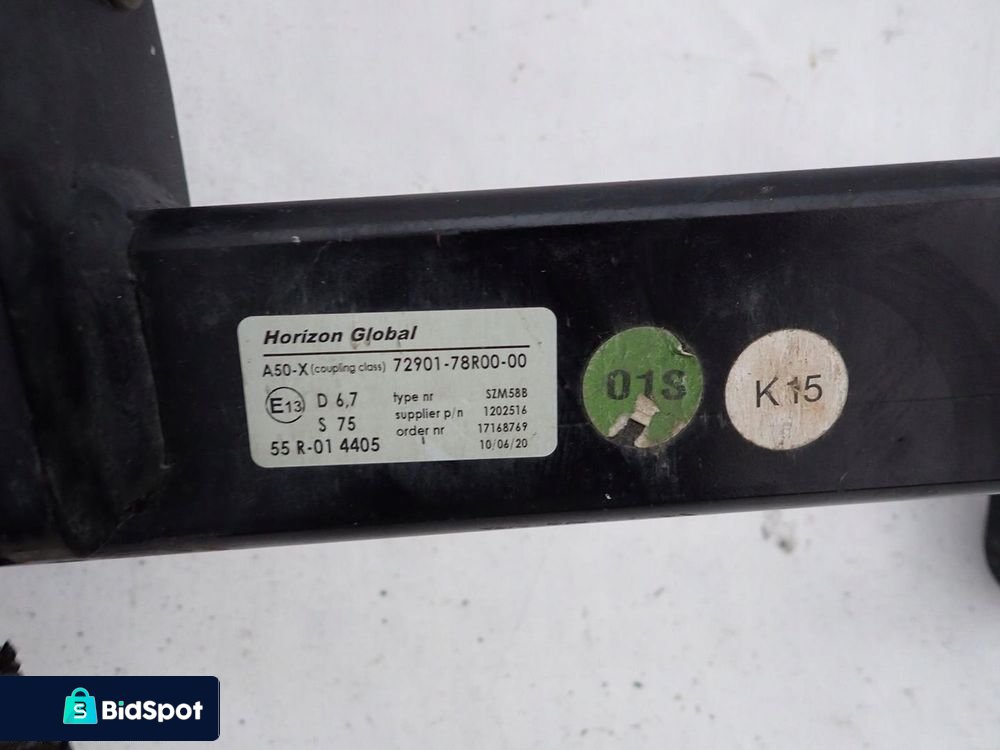 Horizon Global
A50-X (coupling class) 72901-78R00-00
E13 D 6,7 type nr SZM58B
S 75 supplier p/n 1202516
55 R-01 4405 order nr 17168769
10/06/20
01S
K15
S BidSpot